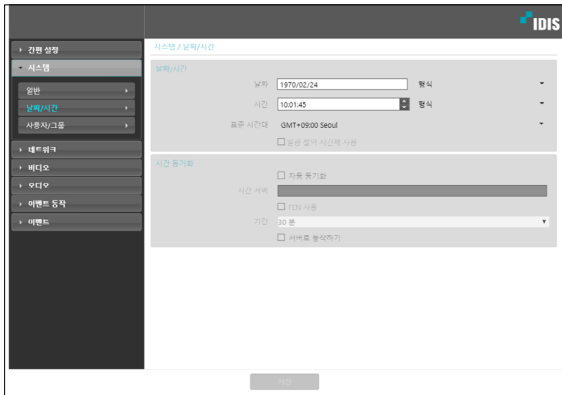 IDIS
간편 설정
시스템
일반
날짜/시간
사용자/그룹
네트워크
비디오
오디오
이벤트 동작
이벤트
시스템 / 날짜/시간
날짜/시간
날짜 1970/02/24 형식
시간 10:01:45 형식
표준 시간대 GMT+09:00 Seoul
일광 절약 시간제 사용
시간 동기화
자동 동기화
시간 서버
FEN 사용
기간 30 분
서버로 동작하기
저장